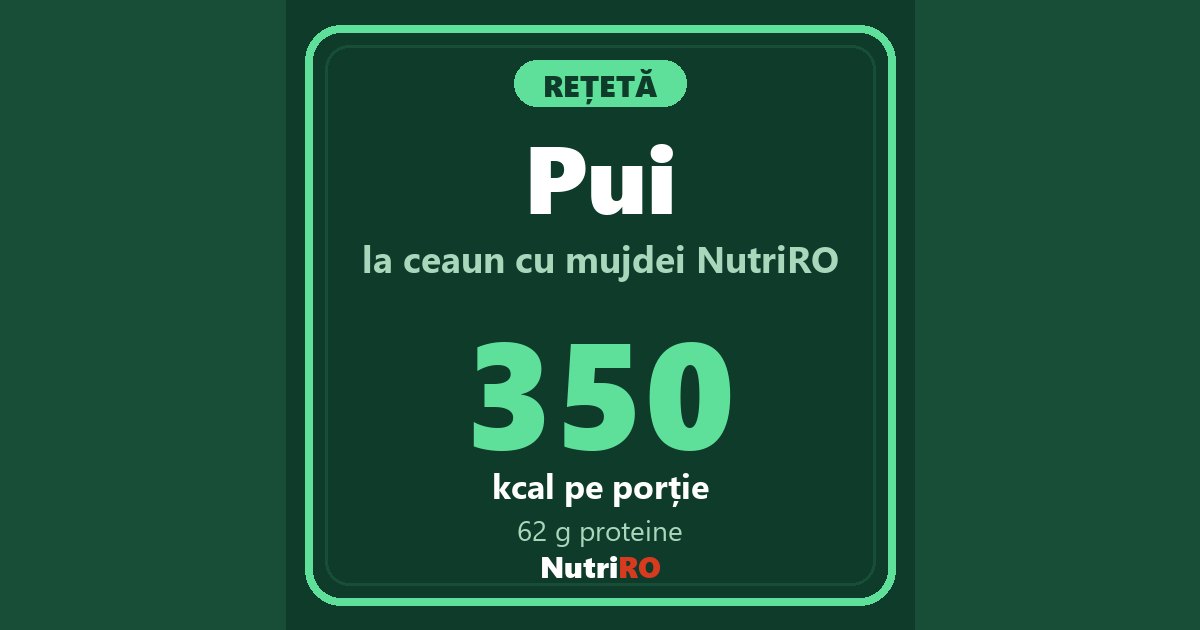 REȚETĂ
Pui
la ceaun cu mujdei NutriRO
350
kcal pe porție
62 g proteine
NutriRO